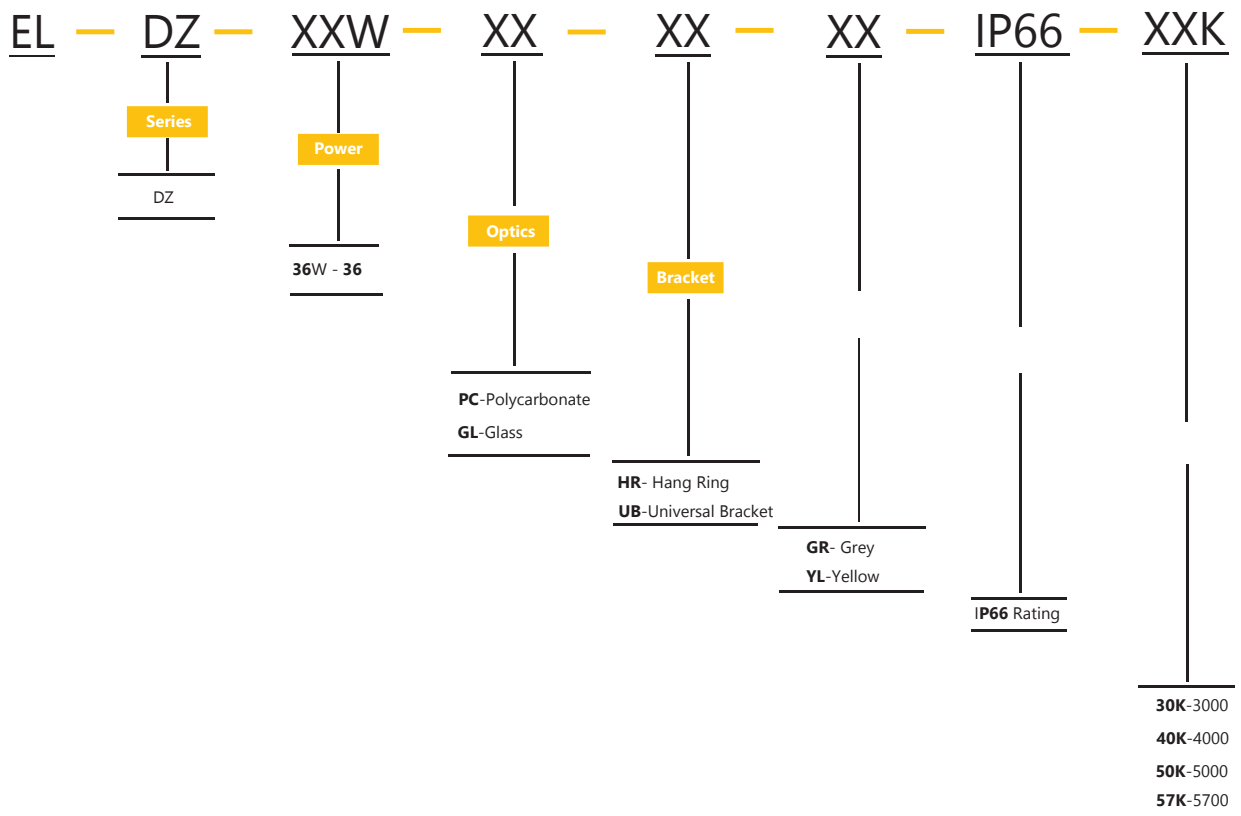 EL — DZ — XXW — XX — XX — XX — IP66 — XXK
Series
DZ
Power
36W - 36
Optics
PC-Polycarbonate
GL-Glass
Bracket
HR- Hang Ring
UB-Universal Bracket
GR- Grey
YL-Yellow
IP66 Rating
30K-3000
40K-4000
50K-5000
57K-5700